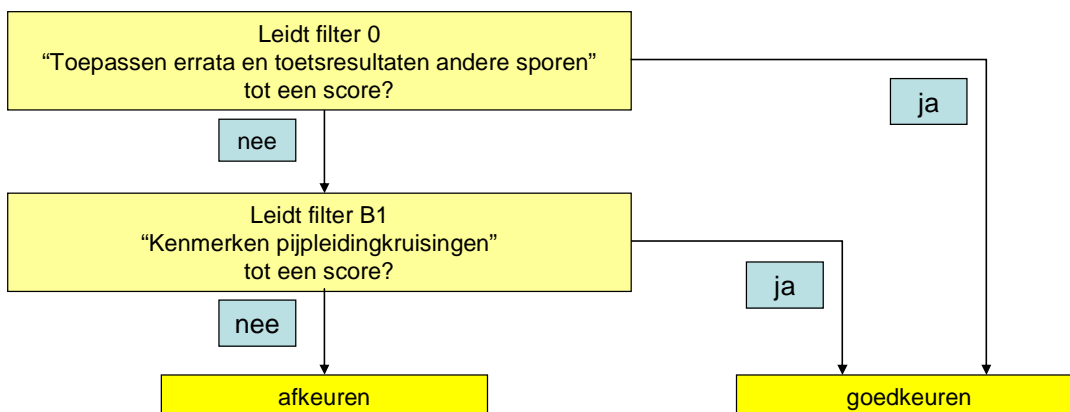 Leidt filter 0
“Toepassen errata en toetsresultaten andere sporen”
tot een score?
ja
nee
Leidt filter B1
“Kenmerken pijpleidingkruisingen”
tot een score?
ja
nee
afkeuren
goedkeuren